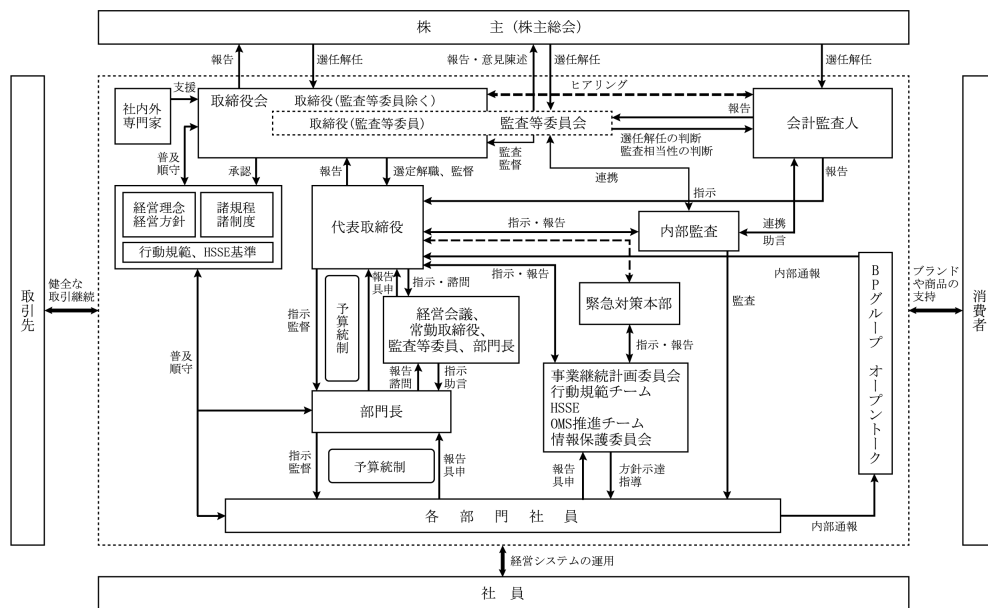 株　　主（株主総会）
報告
選任解任
報告・意見陳述
選任解任
選任解任
ヒアリング
支援
社内外
専門家
取締役会
取締役(監査等委員除く)
取締役(監査等委員)
監査等委員会
会計監査人
報告
選任解任の判断
監査相当性の判断
普及
順守
承認
報告
選定解職、監督
監査
監督
連携
報告
指示
経営理念
経営方針
諸規程
諸制度
行動規範、HSSE基準
代表取締役
指示・報告
内部監査
連携
助言
内部通報
取引先
健全な
取引継続
指示
監督
予算統制
報告
具申
指示・諮問
指示・報告
緊急対策本部
監査
BPグループ　オープントーク
ブランド
や商品の
支持
消費者
経営会議、
常勤取締役、
監査等委員、部門長
指示・報告
普及
順守
報告
諮問
指示
助言
事業継続計画委員会
行動規範チーム
HSSE
OMS推進チーム
情報保護委員会
部門長
指示
監督
予算統制
報告
具申
報告
具申
方針示達
指導
各　部　門　社　員
内部通報
経営システムの運用
社　員